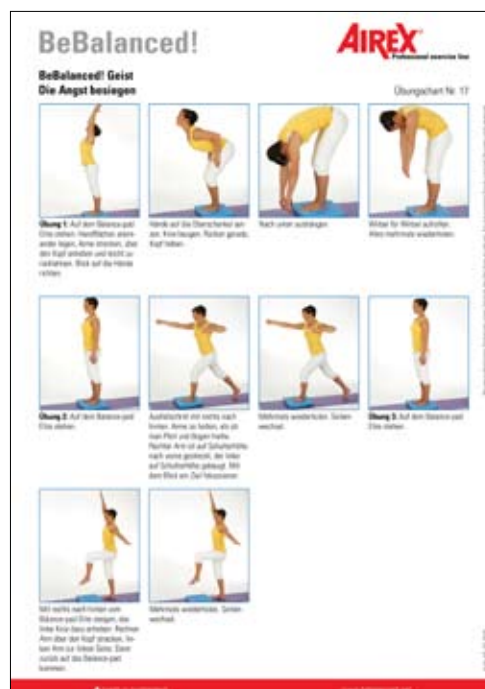 BeBalanced!
AIREX
Professional exercise line
BeBalanced! Geist
Die Angst besiegen
Übungschart Nr. 17
Übung 1: Auf dem Balance-pad
Elite stehen. Handflächen anein-
ander legen, Arme strecken, über
den Kopf anheben und leicht zu-
rücklehnen. Blick auf die Hände
richten.
Hände auf die Oberschenkel set-
zen. Knie beugen. Rücken gerade,
Kopf heben.
Nach unten aushängen.
Wirbel für Wirbel aufrollen.
Alles mehrmals wiederholen.
Übung 2: Auf dem Balance-pad
Elite stehen.
Ausfallschritt mit rechts nach
hinten. Arme so halten, als ob
man Pfeil und Bogen hielte.
Rechter Arm ist auf Schulterhöhe
nach vorne gestreckt, der linke
auf Schulterhöhe gebeugt. Mit
dem Blick ein Ziel fokussieren.
Mehrmals wiederholen. Seiten-
wechsel.
Übung 3: Auf dem Balance-pad
Elite stehen.
Mit rechts nach hinten vom
Balance-pad Elite steigen, das
linke Knie dazu anheben. Rechten
Arm über den Kopf strecken, lin-
ken Arm zur linken Seite. Dann
zurück auf das Balance-pad
kommen.
Mehrmals wiederholen. Seiten-
wechsel.